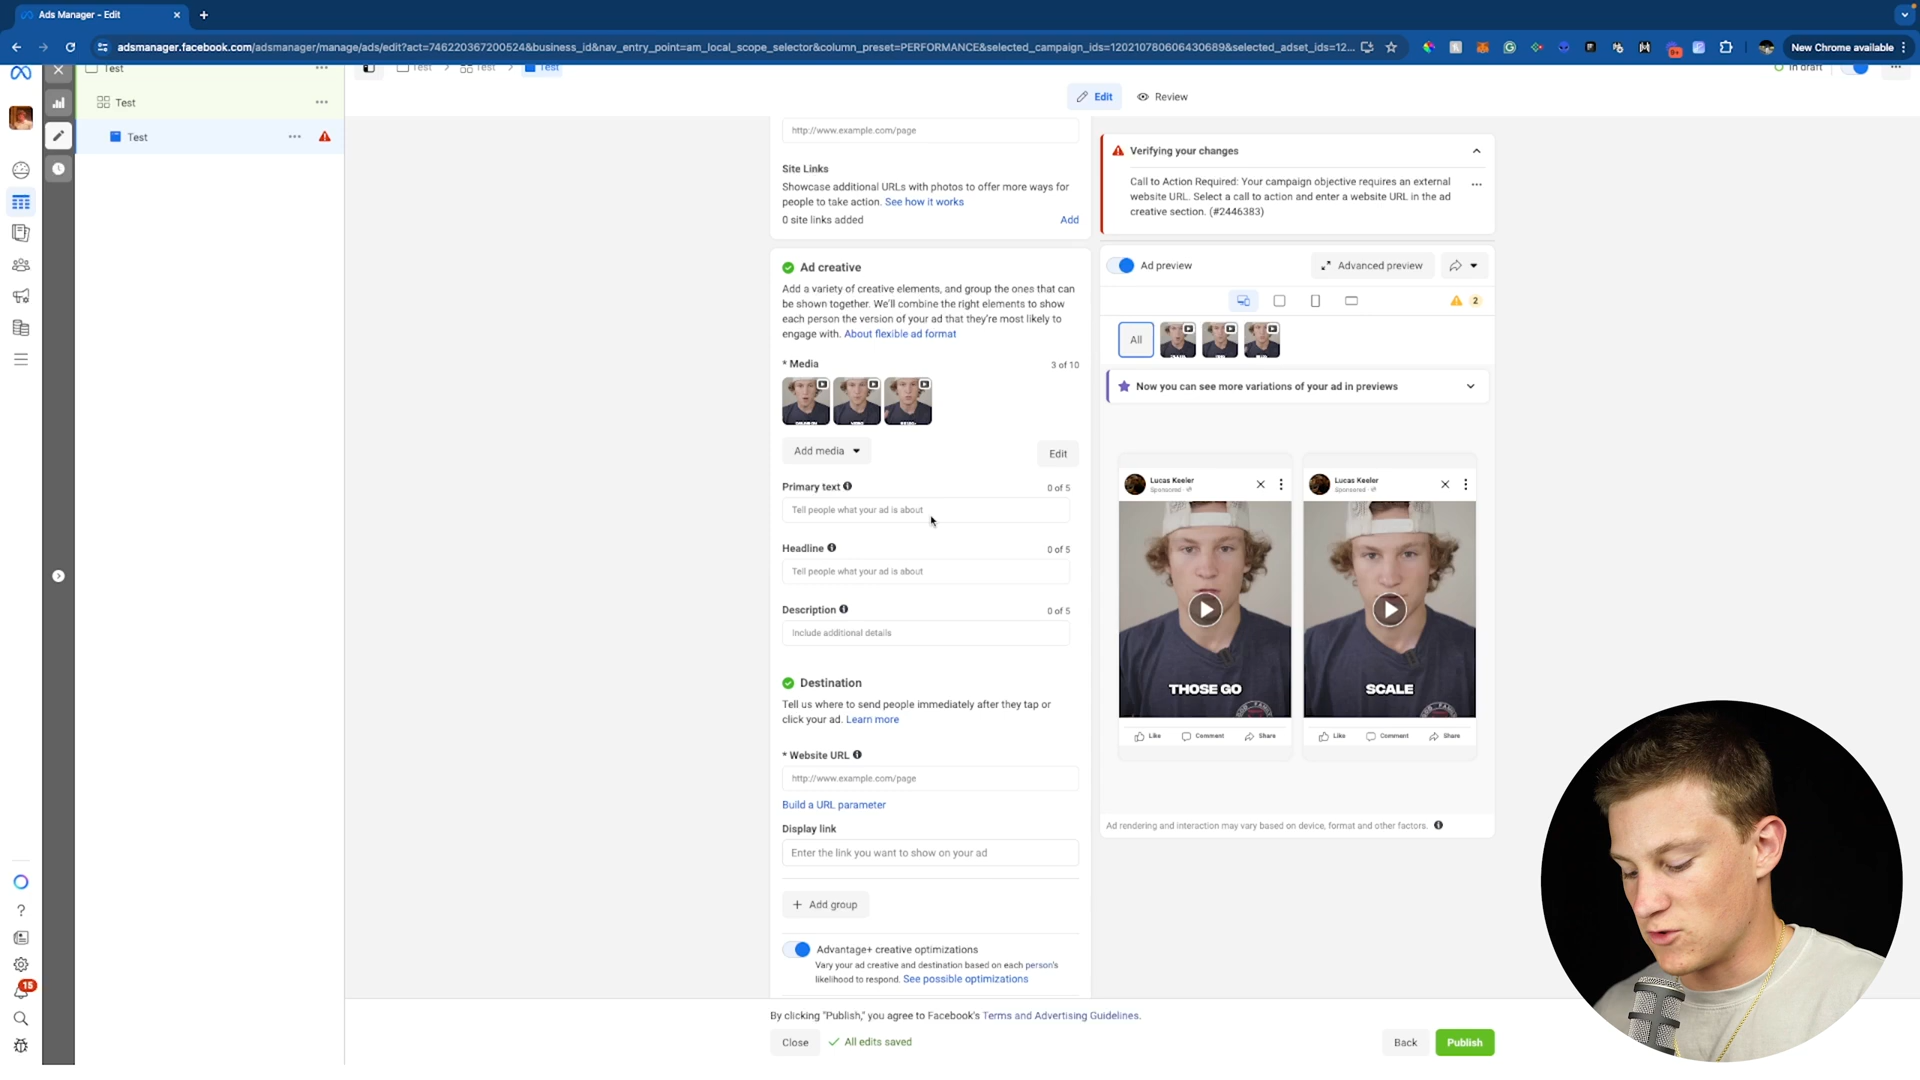 Ads Manager - Edit
adsmanager.facebook.com/adsmanager/manage/ads/edit?act=746220367200524&business_id&nav_entry_point=am_local_scope_selector&column_preset=PERFORMANCE&selected_campaign_ids=120210780606430689&selected_adset_ids=12...
9+
New Chrome available
Test
Test
Test
Test
Test
Test
In draft
Edit
Review
http://www.example.com/page
Site Links
Showcase additional URLs with photos to offer more ways for
people to take action. See how it works
0 site links added
Add
Ad creative
Add a variety of creative elements, and group the ones that can
be shown together. We'll combine the right elements to show
each person the version of your ad that they're most likely to
engage with. About flexible ad format
* Media
3 of 10
Add media
Edit
Primary text
0 of 5
Tell people what your ad is about
Headline
0 of 5
Tell people what your ad is about
Description
0 of 5
Include additional details
Destination
Tell us where to send people immediately after they tap or
click your ad. Learn more
* Website URL
http://www.example.com/page
Build a URL parameter
Display link
Enter the link you want to show on your ad
+ Add group
Advantage+ creative optimizations
Vary your ad creative and destination based on each person's
likelihood to respond. See possible optimizations
By clicking "Publish," you agree to Facebook's Terms and Advertising Guidelines.
Close
All edits saved
Back
Publish
Verifying your changes
Call to Action Required: Your campaign objective requires an external
website URL. Select a call to action and enter a website URL in the ad
creative section. (#2446383)
Ad preview
Advanced preview
2
All
Now you can see more variations of your ad in previews
Lucas Keeler
Sponsored
THOSE GO
Like
Comment
Share
Lucas Keeler
Sponsored
SCALE
Like
Comment
Share
Ad rendering and interaction may vary based on device, format and other factors.
15